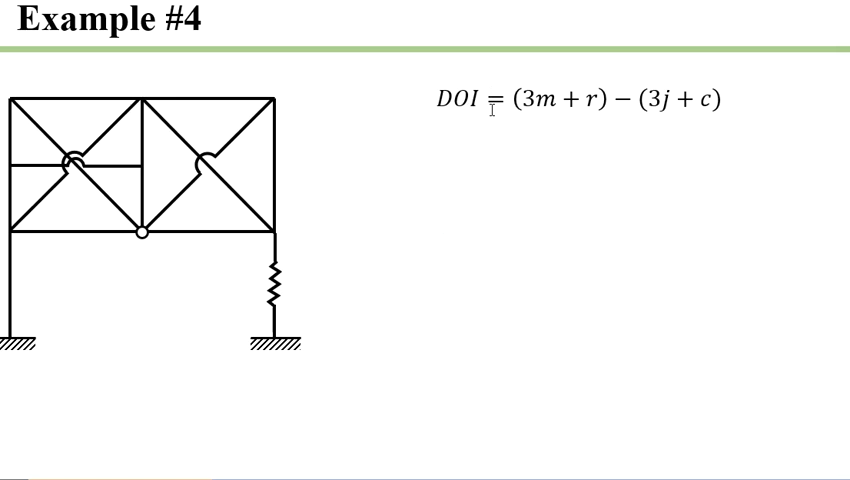 Example #4
𝐷𝑂𝐼 = (3𝑚 + 𝑟) − (3𝑗 + 𝑐)